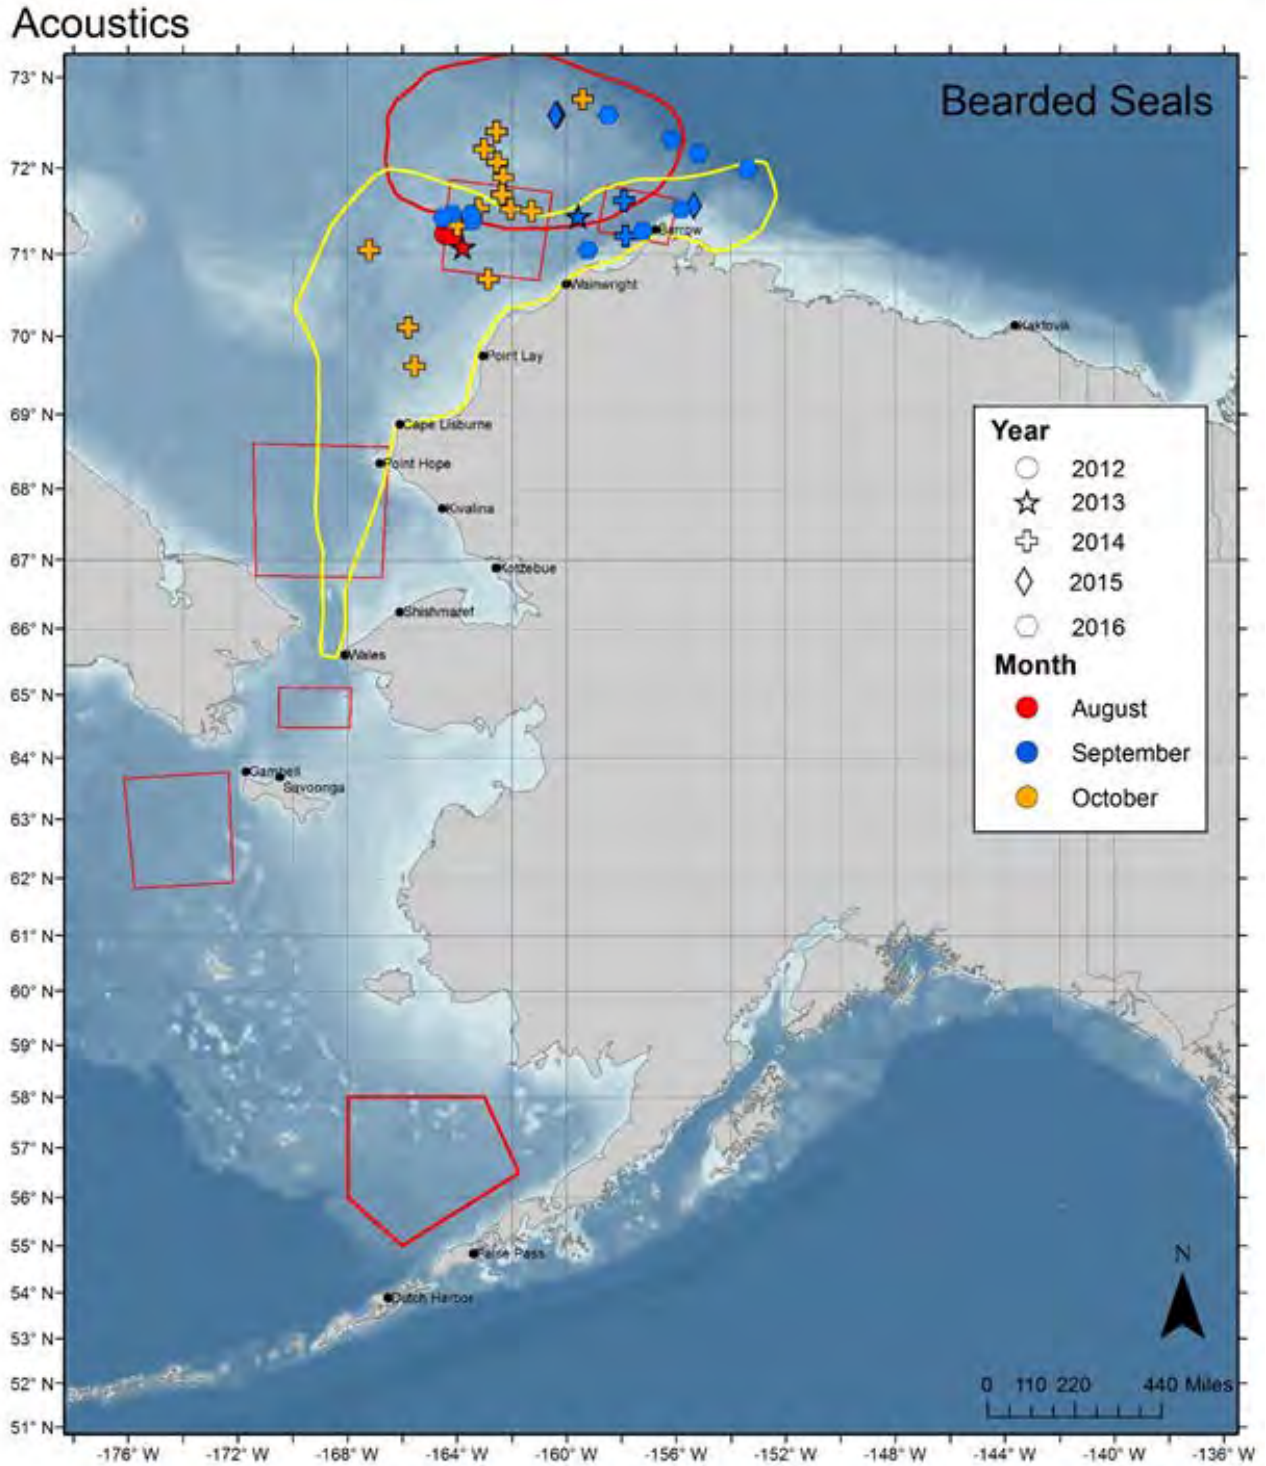 Acoustics
Bearded Seals
73° N
72° N
71° N
70° N
69° N
68° N
67° N
66° N
65° N
64° N
63° N
62° N
61° N
60° N
59° N
58° N
57° N
56° N
55° N
54° N
53° N
52° N
51° N
Barrow
Wainwright
Kaktovik
Point Lay
Cape Lisburne
Point Hope
Kivalina
Kotzebue
Shishmaref
Wales
Gambell
Savoonga
False Pass
Dutch Harbor
Year
2012
2013
2014
2015
2016
Month
August
September
October
N
0 110 220 440 Miles
-176° W -172° W -168° W -164° W -160° W -156° W -152° W -148° W -144° W -140° W -136° W